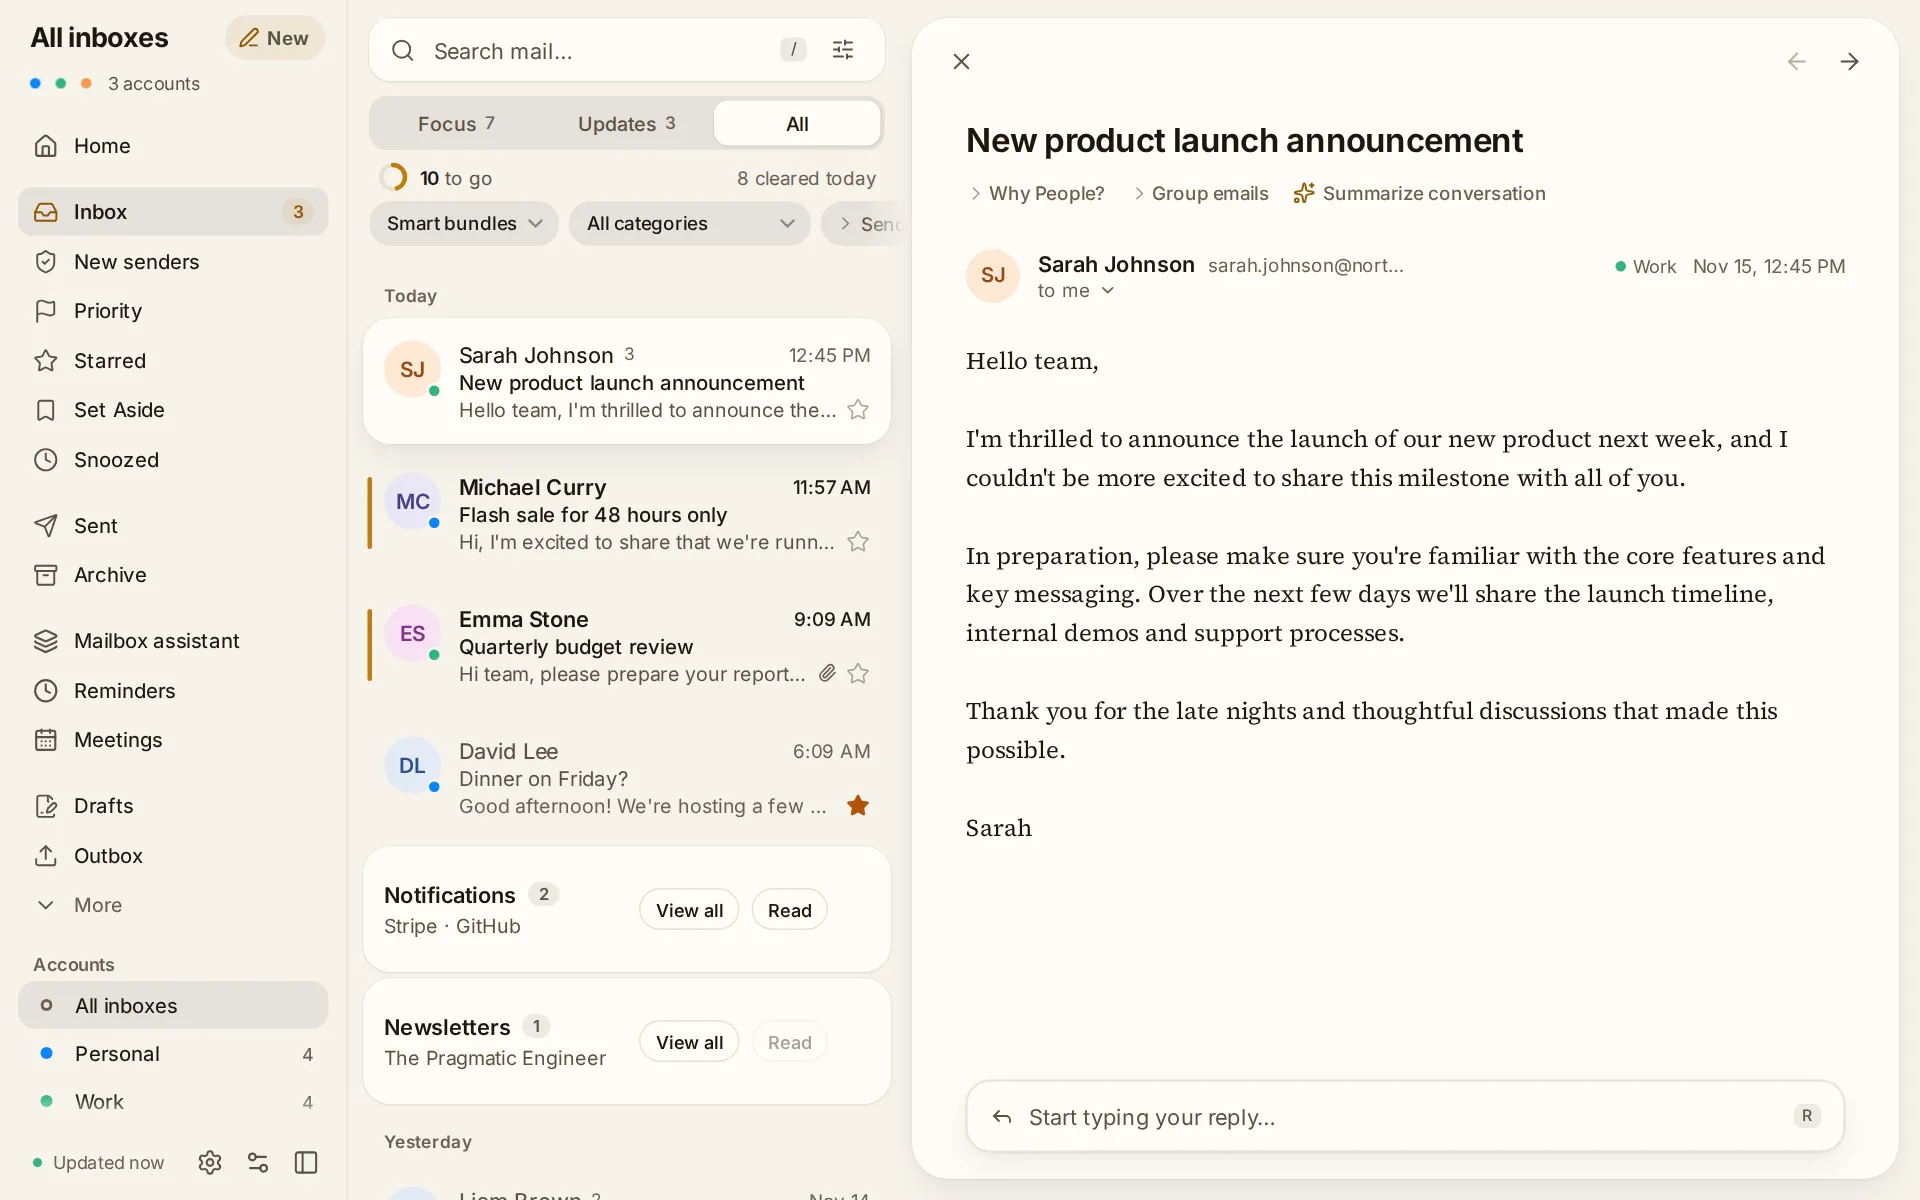 All inboxes
New
3 accounts
Home
Inbox 3
New senders
Priority
Starred
Set Aside
Snoozed
Sent
Archive
Mailbox assistant
Reminders
Meetings
Drafts
Outbox
More
Accounts
All inboxes
Personal 4
Work 4
Updated now
Search mail... /
Focus 7 Updates 3 All
10 to go 8 cleared today
Smart bundles All categories
Today
SJ
Sarah Johnson 3 12:45 PM
New product launch announcement
Hello team, I'm thrilled to announce the...
MC
Michael Curry 11:57 AM
Flash sale for 48 hours only
Hi, I'm excited to share that we're runn...
ES
Emma Stone 9:09 AM
Quarterly budget review
Hi team, please prepare your report...
DL
David Lee 6:09 AM
Dinner on Friday?
Good afternoon! We're hosting a few ...
Notifications 2
Stripe · GitHub
View all Read
Newsletters 1
The Pragmatic Engineer
View all Read
Yesterday
Liam Brown 2 Nov 14
New product launch announcement
Why People? Group emails Summarize conversation
SJ
Sarah Johnson sarah.johnson@nort... Work Nov 15, 12:45 PM
to me
Hello team,
I'm thrilled to announce the launch of our new product next week, and I
couldn't be more excited to share this milestone with all of you.
In preparation, please make sure you're familiar with the core features and
key messaging. Over the next few days we'll share the launch timeline,
internal demos and support processes.
Thank you for the late nights and thoughtful discussions that made this
possible.
Sarah
Start typing your reply... R